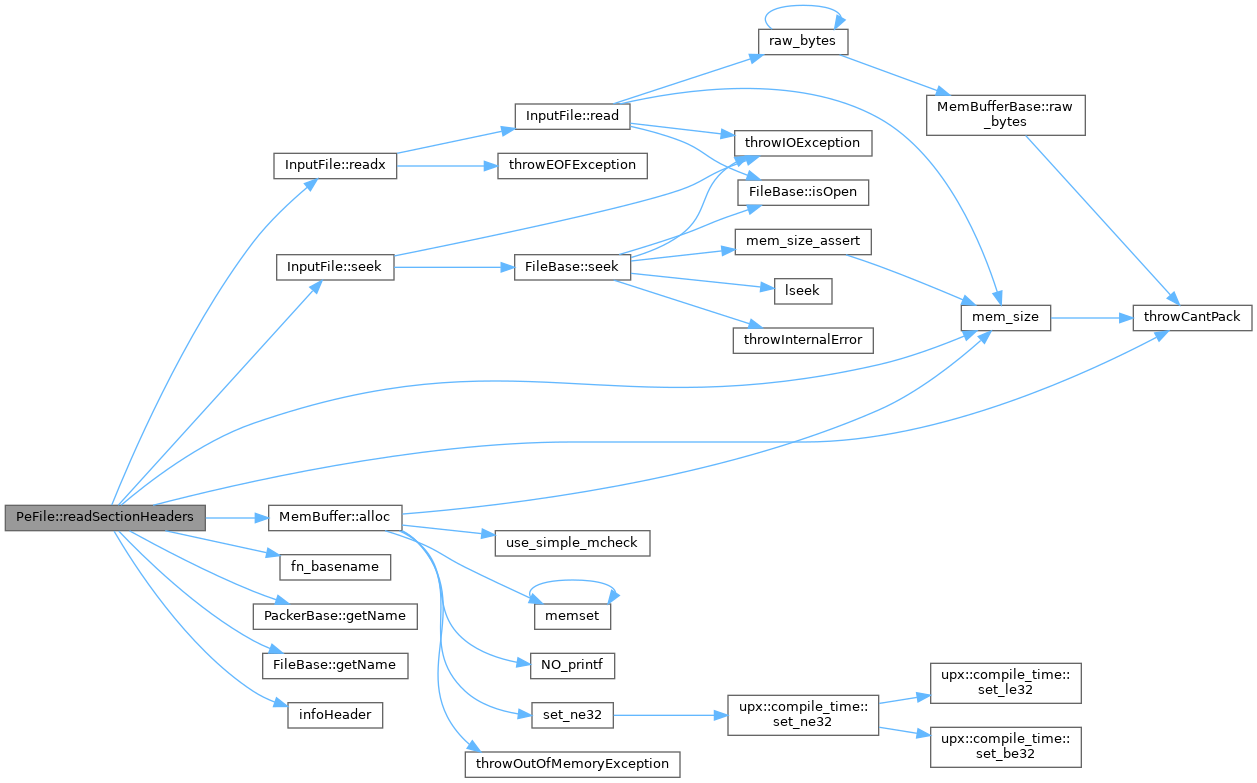 raw_bytes
MemBufferBase::raw
_bytes
InputFile::read
throwIOException
InputFile::readx
throwEOFException
FileBase::isOpen
mem_size_assert
InputFile::seek
FileBase::seek
lseek
mem_size
throwCantPack
throwInternalError
PeFile::readSectionHeaders
MemBuffer::alloc
use_simple_mcheck
fn_basename
PackerBase::getName
memset
FileBase::getName
NO_printf
infoHeader
set_ne32
upx::compile_time::
set_ne32
upx::compile_time::
set_le32
upx::compile_time::
set_be32
throwOutOfMemoryException